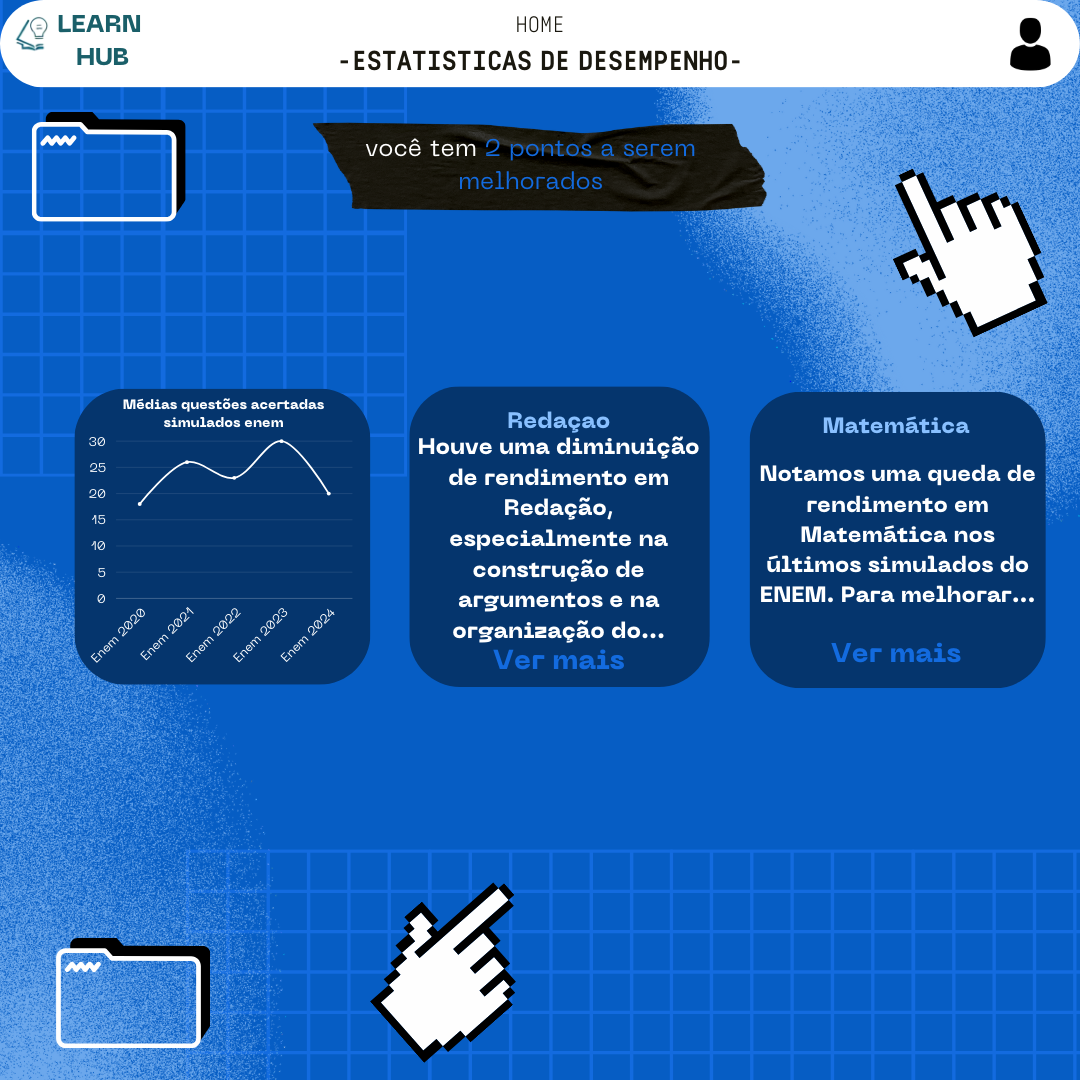 LEARN
HUB
HOME
-ESTATISTICAS DE DESEMPENHO-
você tem 2 pontos a serem
melhorados
Médias questões acertadas
simulados enem
30
25
20
15
10
5
0
Enem 2020
Enem 2021
Enem 2022
Enem 2023
Enem 2024
Redaçao
Houve uma diminuição
de rendimento em
Redação,
especialmente na
construção de
argumentos e na
organização do...
Ver mais
Matemática
Notamos uma queda de
rendimento em
Matemática nos
últimos simulados do
ENEM. Para melhorar...
Ver mais